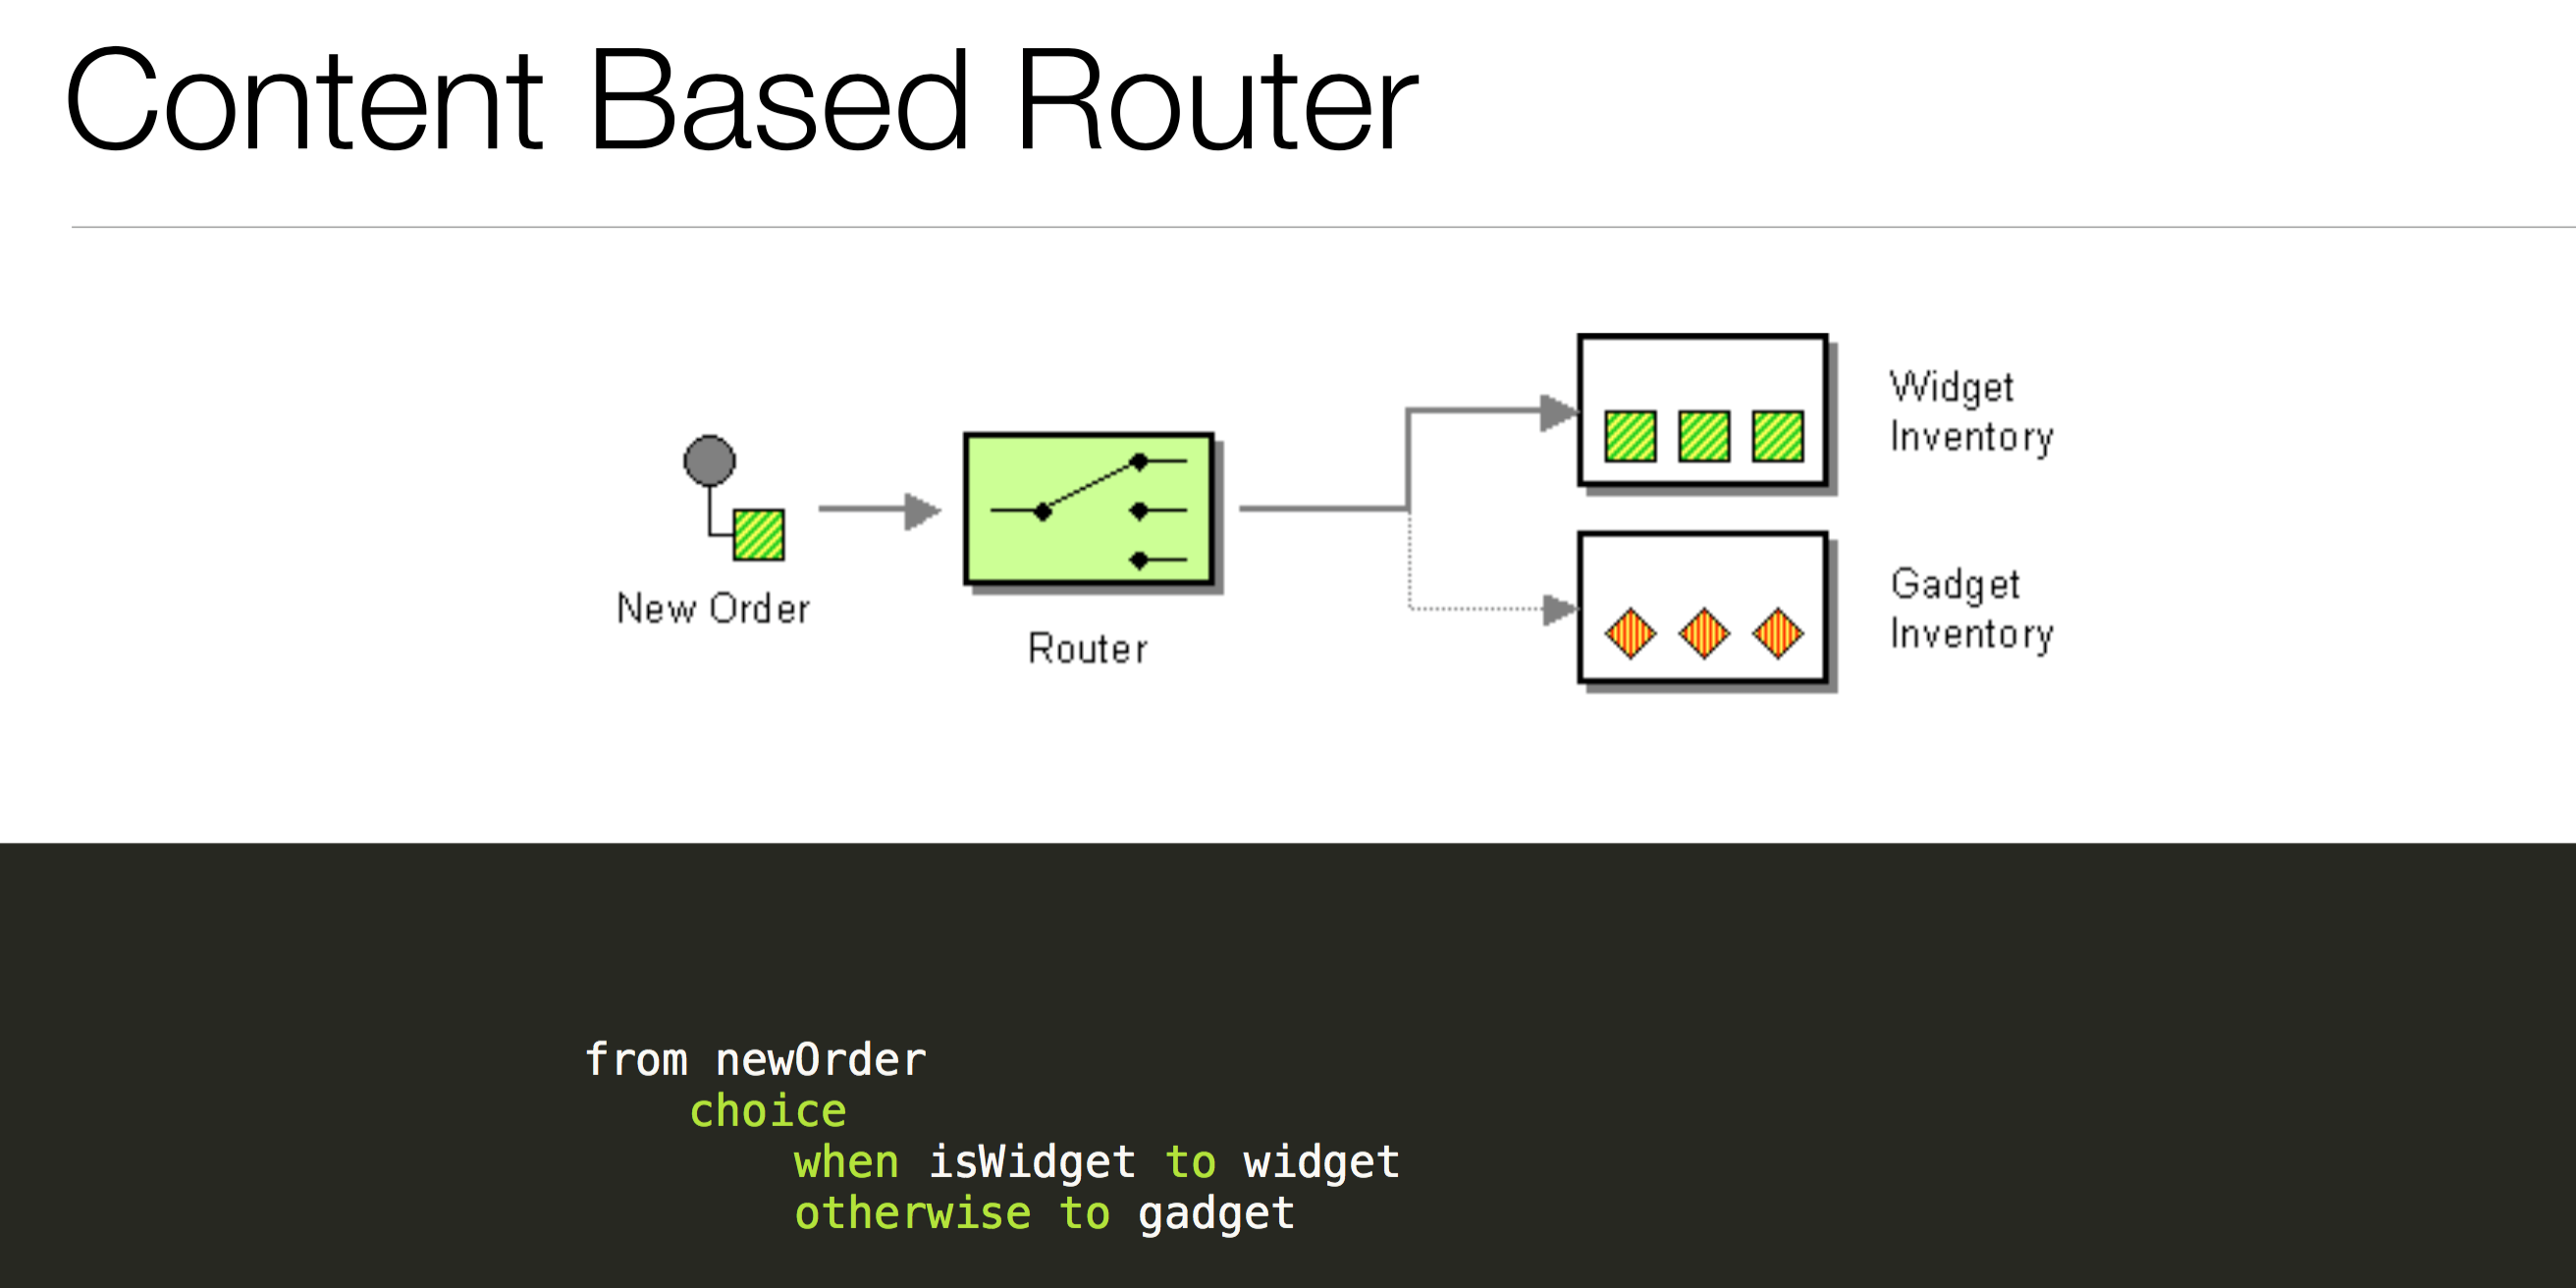 Content Based Router
New Order
Router
Widget
Inventory
Gadget
Inventory
from newOrder
    choice
        when isWidget to widget
        otherwise to gadget